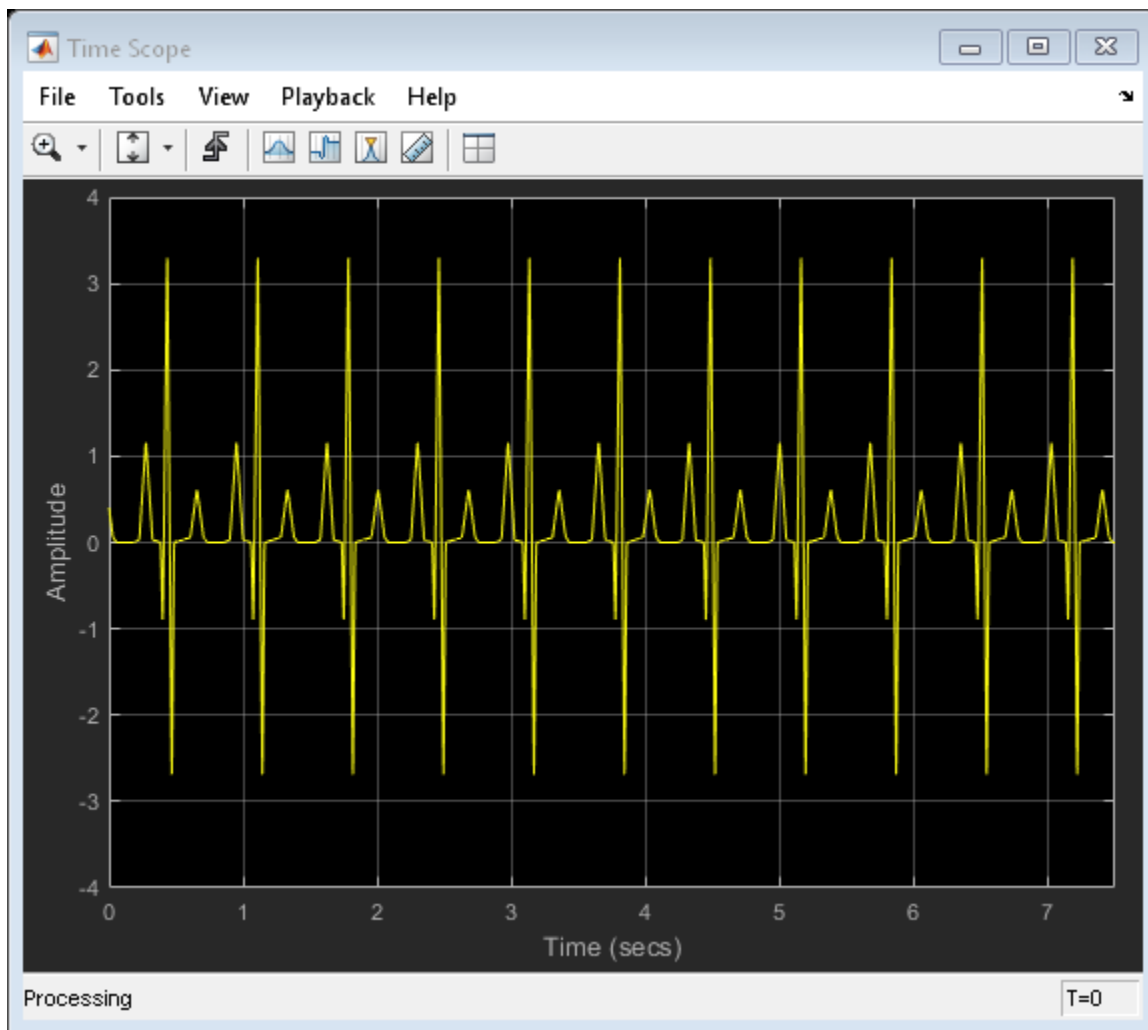 Time Scope
File Tools View Playback Help
4
3
2
1
0
-1
-2
-3
-4
Amplitude
0 1 2 3 4 5 6 7
Time (secs)
Processing T=0